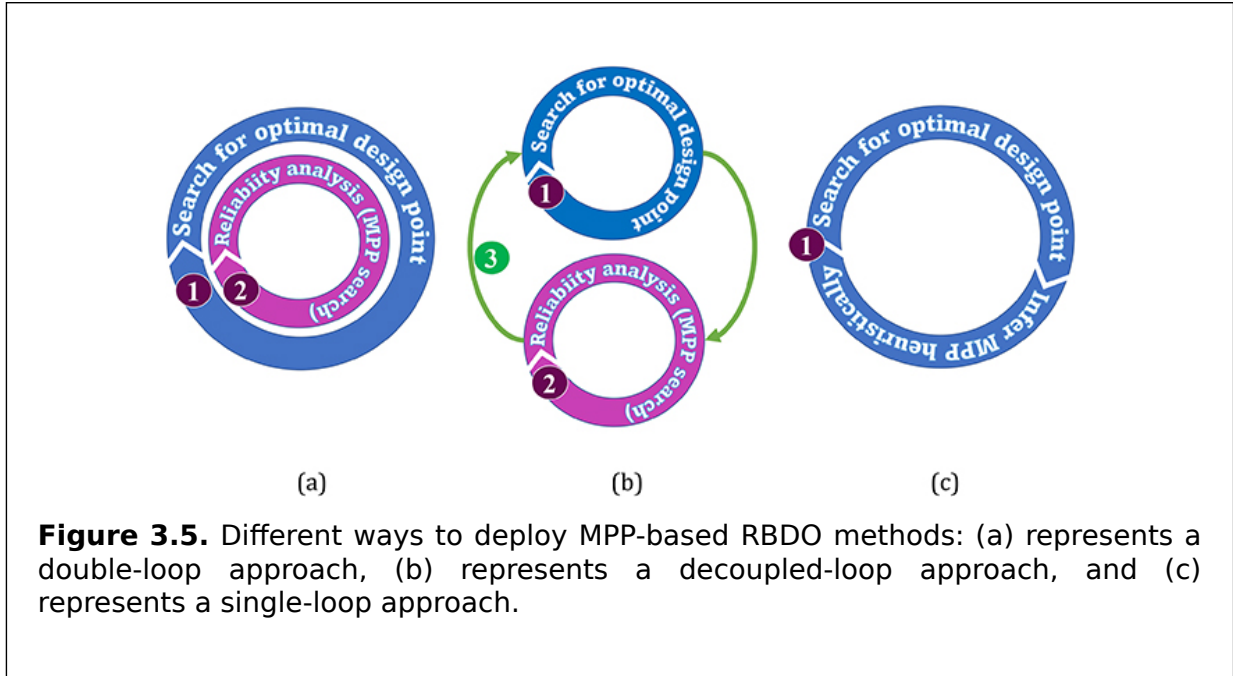 Search for optimal design point
1
Reliabiity analysis (MPP search)
2
(a)
Search for optimal design point
1
3
Reliabiity analysis (MPP search)
2
(b)
Search for optimal design point
1
Infer MPP heuristically
(c)
Figure 3.5. Different ways to deploy MPP-based RBDO methods: (a) represents a
double-loop approach, (b) represents a decoupled-loop approach, and (c)
represents a single-loop approach.